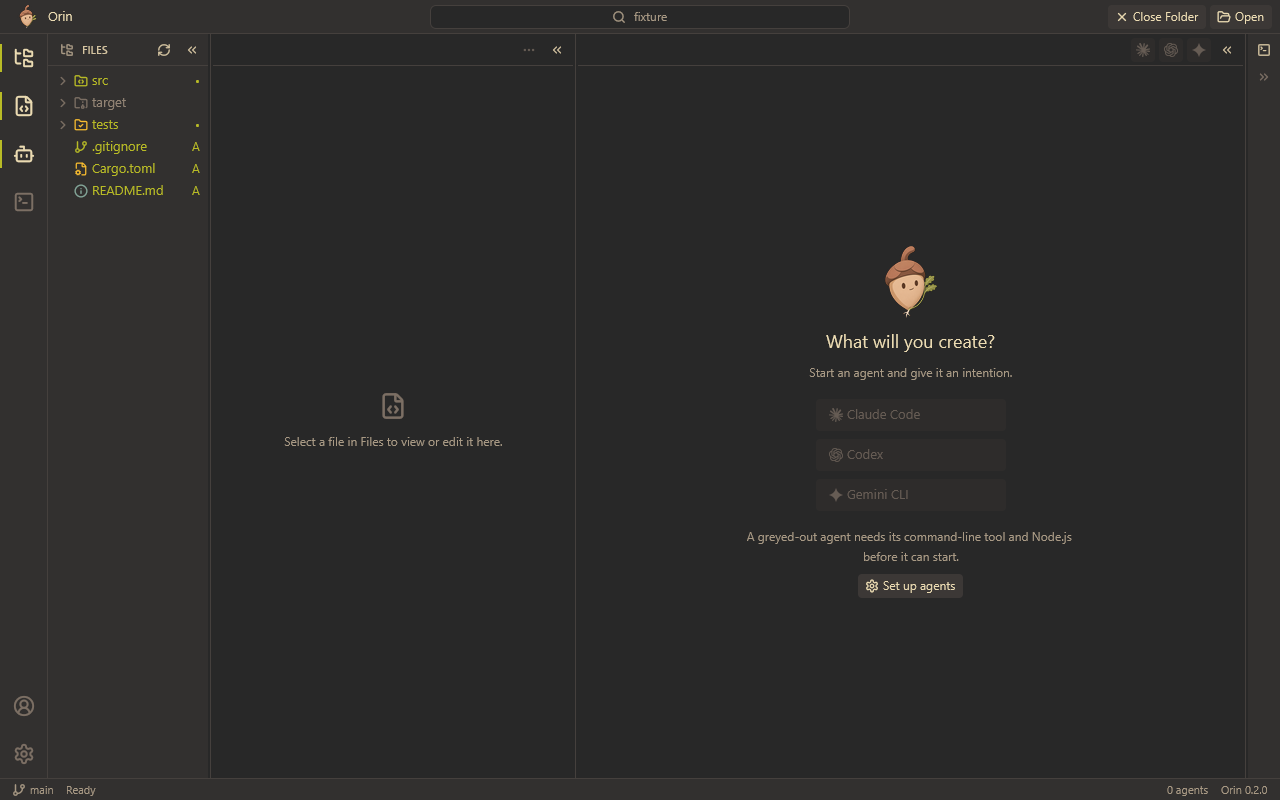 Orin
fixture
Close Folder
Open
FILES
src
target
tests
.gitignore A
Cargo.toml A
README.md A
Select a file in Files to view or edit it here.
What will you create?
Start an agent and give it an intention.
Claude Code
Codex
Gemini CLI
A greyed-out agent needs its command-line tool and Node.js
before it can start.
Set up agents
main Ready
0 agents Orin 0.2.0